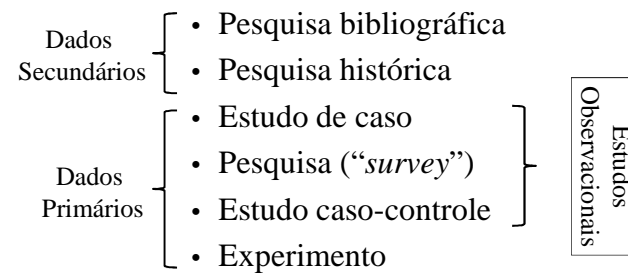 Dados
Secundários
• Pesquisa bibliográfica
• Pesquisa histórica
Dados
Primários
• Estudo de caso
• Pesquisa (“survey”)
• Estudo caso-controle
• Experimento
Estudos
Observacionais